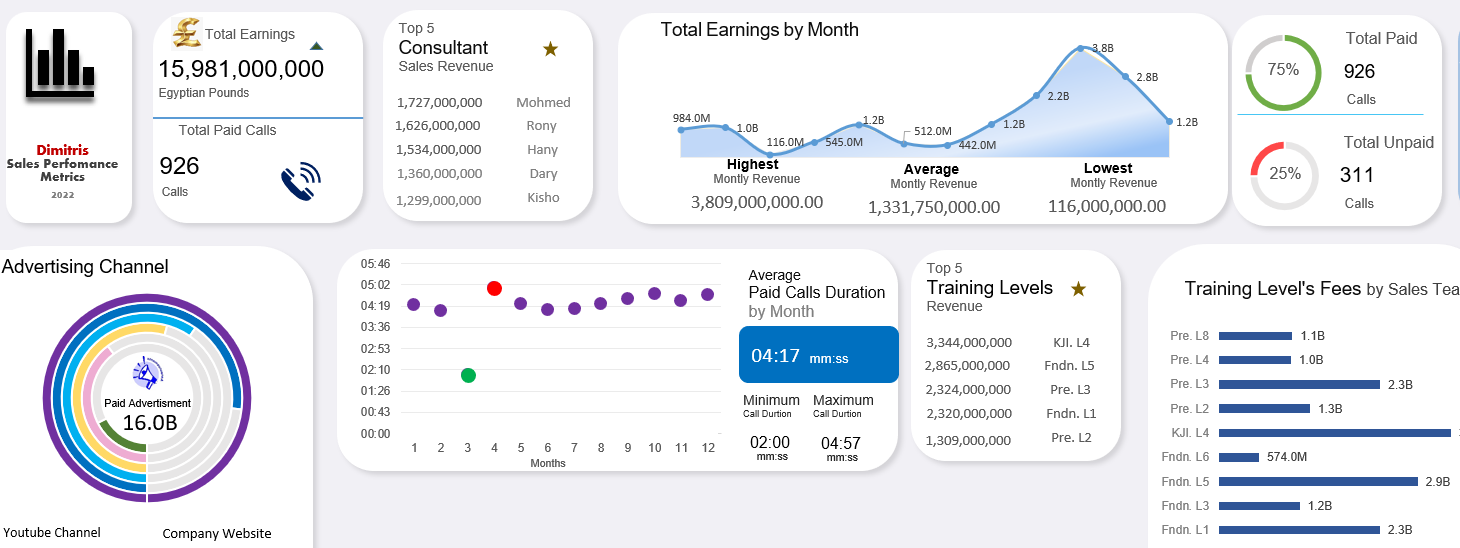 Dimitris
Sales Perfomance
Metrics
2022
Total Earnings
15,981,000,000
Egyptian Pounds
Total Paid Calls
926
Calls
Top 5
Consultant
Sales Revenue
1,727,000,000 Mohmed
1,626,000,000 Rony
1,534,000,000 Hany
1,360,000,000 Dary
1,299,000,000 Kisho
Total Earnings by Month
984.0M
1.0B
116.0M
545.0M
1.2B
512.0M
442.0M
1.2B
2.2B
3.8B
2.8B
1.2B
Highest
Montly Revenue
3,809,000,000.00
Average
Montly Revenue
1,331,750,000.00
Lowest
Montly Revenue
116,000,000.00
75%
Total Paid
926
Calls
25%
Total Unpaid
311
Calls
Advertising Channel
Paid Advertisment
16.0B
Youtube Channel
Company Website
05:46
05:02
04:19
03:36
02:53
02:10
01:26
00:43
00:00
1 2 3 4 5 6 7 8 9 10 11 12
Months
Average
Paid Calls Duration
by Month
04:17 mm:ss
Minimum
Call Durtion
02:00
mm:ss
Maximum
Call Durtion
04:57
mm:ss
Top 5
Training Levels
Revenue
3,344,000,000 KJl. L4
2,865,000,000 Fndn. L5
2,324,000,000 Pre. L3
2,320,000,000 Fndn. L1
1,309,000,000 Pre. L2
Training Level's Fees by Sales Tea
Pre. L8 1.1B
Pre. L4 1.0B
Pre. L3 2.3B
Pre. L2 1.3B
KJl. L4
Fndn. L6 574.0M
Fndn. L5 2.9B
Fndn. L3 1.2B
Fndn. L1 2.3B